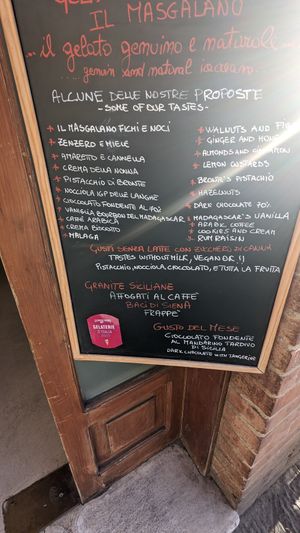 IL MASGALANO
...il gelato genuino e naturale...
genuin and natural icecream.
ALCUNE DELLE NOSTRE PROPOSTE
- SOME OF OUR TASTES -
IL MASGALANO FICHI E NOCI
WALNUTS AND
ZENZERO E MIELE
GINGER AND HONEY
AMARETTO E CANNELLA
ALMONDS AND
CREMA DELLA NONNA
LEMON CUSTARDS
PISTACCHIO DI BRONTE
BRONTE'S PISTACHIO
NOCCIOLA IGP DELLE LANGHE
HAZELNUTS
CIOCCOLATO FONDENTE AL 70%
DARK CHOCOLATE 70%
VANIGLIA BOURBON DEL MADAGASCAR
MADAGASCAR'S VANILLA
CAFFÈ ARABICA
ARABIC COFFEE
CREMA BISCOTTO
COOKIES AND CREAM
MALAGA
RUM RAISIN
GUSTI SENZA LATTE CON ZUCCHERO DI CANNA
TASTES WITHOUT MILK, VEGAN OK !!
PISTACCHIO, NOCCIOLA, CIOCCOLATO, E TUTTA LA FRUTTA
GRANITE SICILIANE
AFFOGATI AL CAFFÈ
BACI DI SIENA
FRAPPÈ
GELATERIE
D'ITALIA
GUSTO DEL MESE
CIOCCOLATO FONDENTE
AL MANDARINO TARDIVO
DI SICILIA
DARK CHOCOLATE WITH TANGERINE